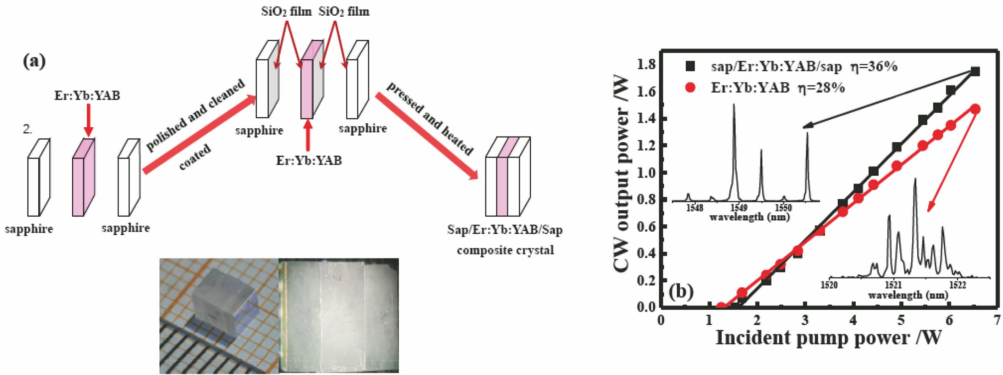 (a)
SiO2 film SiO2 film
Er:Yb:YAB
2.
sapphire
sapphire
polished and cleaned
coated
sapphire
sapphire
Er:Yb:YAB
pressed and heated
Sap/Er:Yb:YAB/Sap
composite crystal
CW output power /W
1.8
1.6
1.4
1.2
1.0
0.8
0.6
0.4
0.2
0.0
sap/Er:Yb:YAB/sap η=36%
Er:Yb:YAB η=28%
1548 1549 1550
wavelength (nm)
1520 1521 1522
wavelength (nm)
(b)
0 1 2 3 4 5 6 7
Incident pump power /W